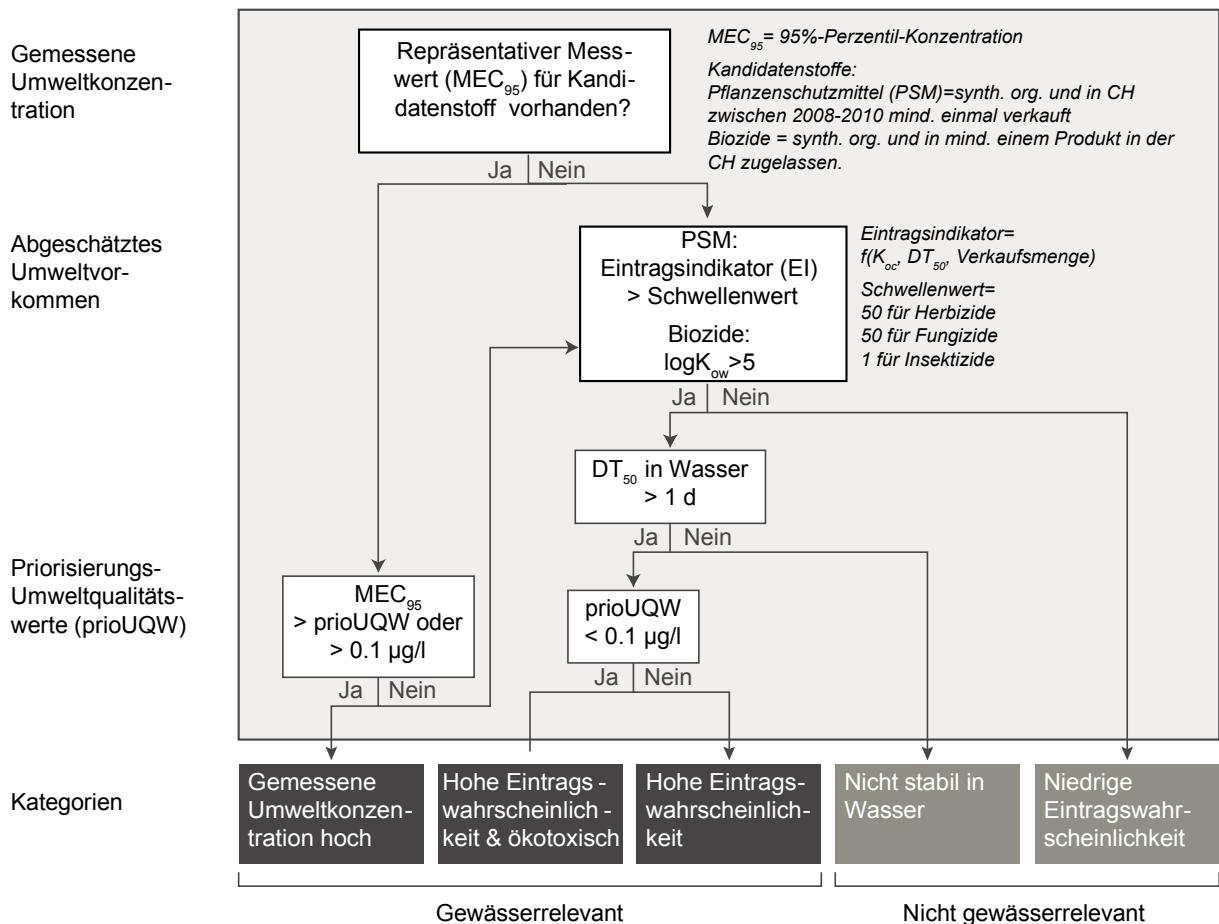 Gemessene
Umweltkonzen-
tration
Repräsentativer Mess-
wert (MEC95) für Kandi-
datenstoff vorhanden?
MEC95= 95%-Perzentil-Konzentration
Kandidatenstoffe:
Pflanzenschutzmittel (PSM)=synth. org. und in CH
zwischen 2008-2010 mind. einmal verkauft
Biozide = synth. org. und in mind. einem Produkt in der
CH zugelassen.
Ja Nein
Abgeschätztes
Umweltvor-
kommen
PSM:
Eintragsindikator (EI)
> Schwellenwert
Biozide:
logKow>5
Eintragsindikator=
f(Koc, DT50, Verkaufsmenge)
Schwellenwert=
50 für Herbizide
50 für Fungizide
1 für Insektizide
Ja Nein
DT50 in Wasser
> 1 d
Ja Nein
Priorisierungs-
Umweltqualitäts-
werte (prioUQW)
MEC95
> prioUQW oder
> 0.1 µg/l
Ja Nein
prioUQW
< 0.1 µg/l
Ja Nein
Kategorien
Gemessene
Umweltkonzen-
tration hoch
Hohe Eintrags -
wahrscheinlich -
keit & ökotoxisch
Hohe Eintrags-
wahrscheinlich-
keit
Nicht stabil in
Wasser
Niedrige
Eintragswahr-
scheinlichkeit
Gewässerrelevant
Nicht gewässerrelevant